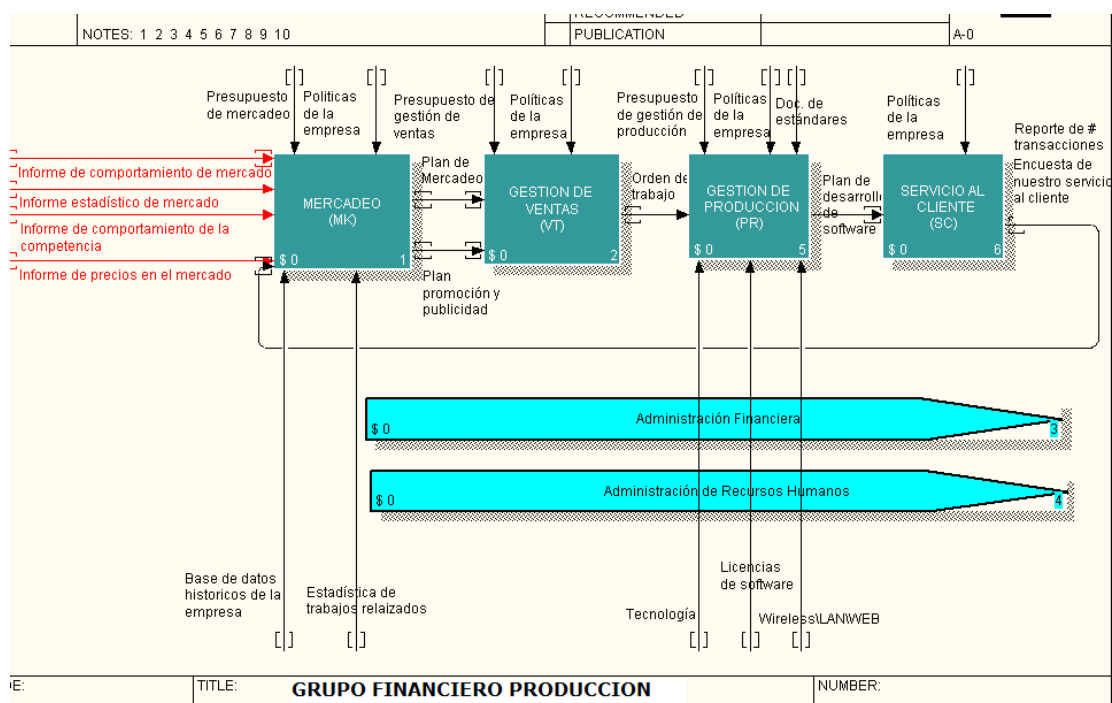 RECOMMENDED
NOTES: 1 2 3 4 5 6 7 8 9 10
PUBLICATION
A-0
Presupuesto
de mercadeo
Politicas
de la
empresa
Presupuesto de
gestión de
ventas
Políticas
de la
empresa
Presupuesto
de gestión de
producción
Políticas
de la
empresa
Doc. de
estándares
Políticas
de la
empresa
Reporte de #
transacciones
Encuesta de
nuestro servicio
al cliente
Informe de comportamiento de mercado
Informe estadístico de mercado
Informe de comportamiento de la
competencia
Informe de precios en el mercado
MERCADEO
(MK)
$ 0
1
Plan de
Mercadeo
Plan
promoción y
publicidad
GESTION DE
VENTAS
(VT)
$ 0
2
Orden de
trabajo
GESTION DE
PRODUCCION
(PR)
$ 0
5
Plan de
desarrollo
de
software
SERVICIO AL
CLIENTE
(SC)
$ 0
6
Administración Financiera
$ 0
3
Administración de Recursos Humanos
$ 0
4
Base de datos
historicos de la
empresa
Estadística de
trabajos relaizados
Tecnología
Licencias
de software
Wireless\LAN\WEB
TITLE:
GRUPO FINANCIERO PRODUCCION
NUMBER: